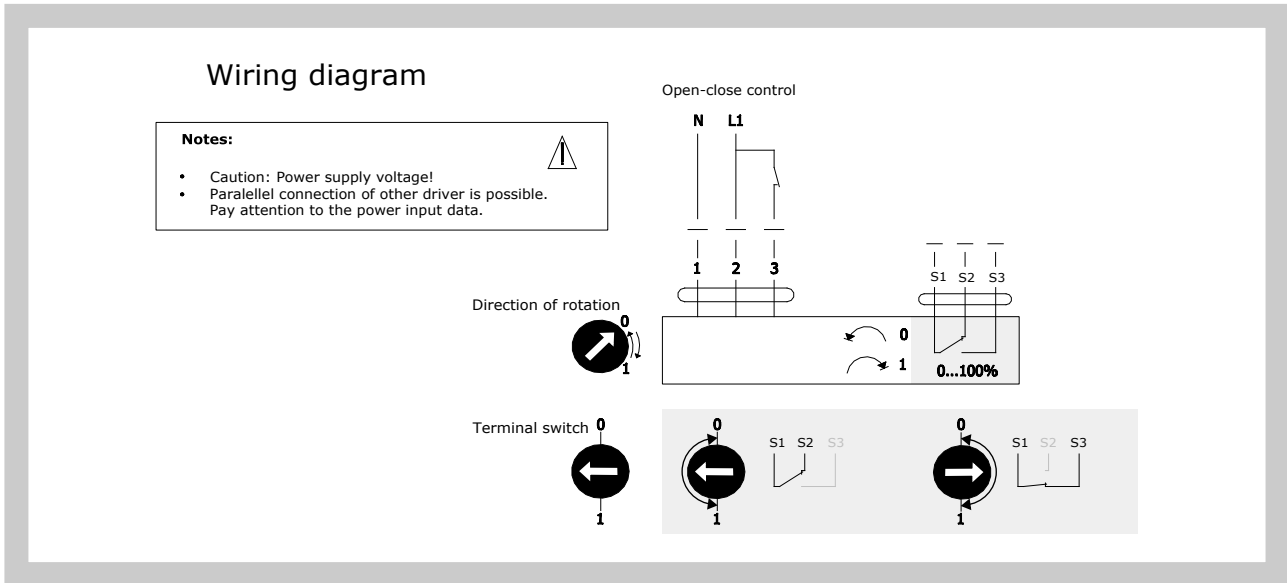 Wiring diagram
Open-close control
N L1
Notes:
• Caution: Power supply voltage!
• Paralellel connection of other driver is possible.
Pay attention to the power input data.
1 2 3
S1 S2 S3
Direction of rotation
0
1
0
1
0...100%
Terminal switch
0
1
0
1
S1 S2 S3
0
1
S1 S2 S3